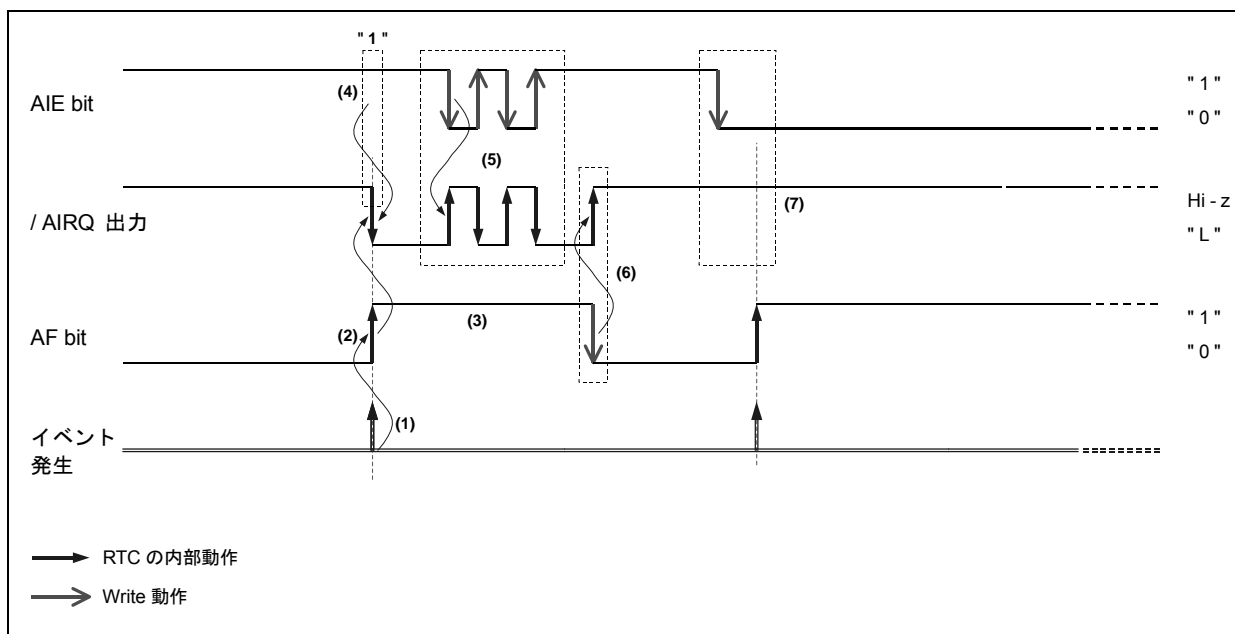 " 1 "
AIE bit
(4)
(5)
" 1 "
" 0 "
/ AIRQ 出力
(7)
Hi - z
" L "
(6)
AF bit
(2)
(3)
" 1 "
" 0 "
イベント
発生
(1)
RTC の内部動作
Write 動作